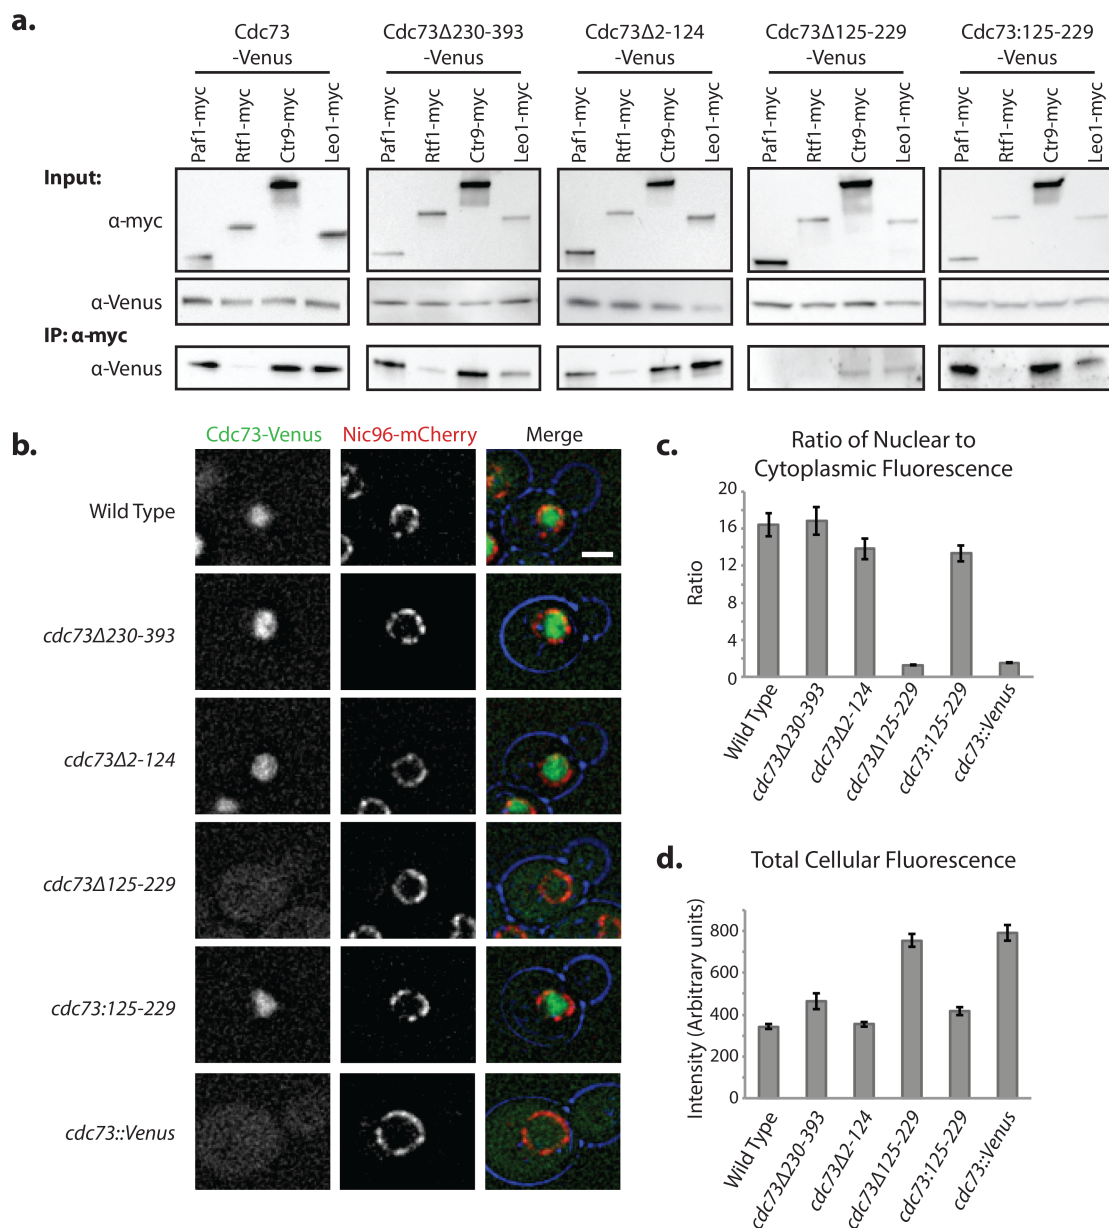 a.
Cdc73
-Venus
Cdc73Δ230-393
-Venus
Cdc73Δ2-124
-Venus
Cdc73Δ125-229
-Venus
Cdc73:125-229
-Venus
Paf1-myc
Rtf1-myc
Ctr9-myc
Leo1-myc
Paf1-myc
Rtf1-myc
Ctr9-myc
Leo1-myc
Paf1-myc
Rtf1-myc
Ctr9-myc
Leo1-myc
Paf1-myc
Rtf1-myc
Ctr9-myc
Leo1-myc
Paf1-myc
Rtf1-myc
Ctr9-myc
Leo1-myc
Input:
α-myc
α-Venus
IP: α-myc
α-Venus
b.
Cdc73-Venus
Nic96-mCherry
Merge
Wild Type
cdc73Δ230-393
cdc73Δ2-124
cdc73Δ125-229
cdc73:125-229
cdc73::Venus
c.
Ratio of Nuclear to
Cytoplasmic Fluorescence
Ratio
20
16
12
8
4
0
Wild Type
cdc73Δ230-393
cdc73Δ2-124
cdc73Δ125-229
cdc73:125-229
cdc73::Venus
d.
Total Cellular Fluorescence
Intensity (Arbitrary units)
800
600
400
200
0
Wild Type
cdc73Δ230-393
cdc73Δ2-124
cdc73Δ125-229
cdc73:125-229
cdc73::Venus